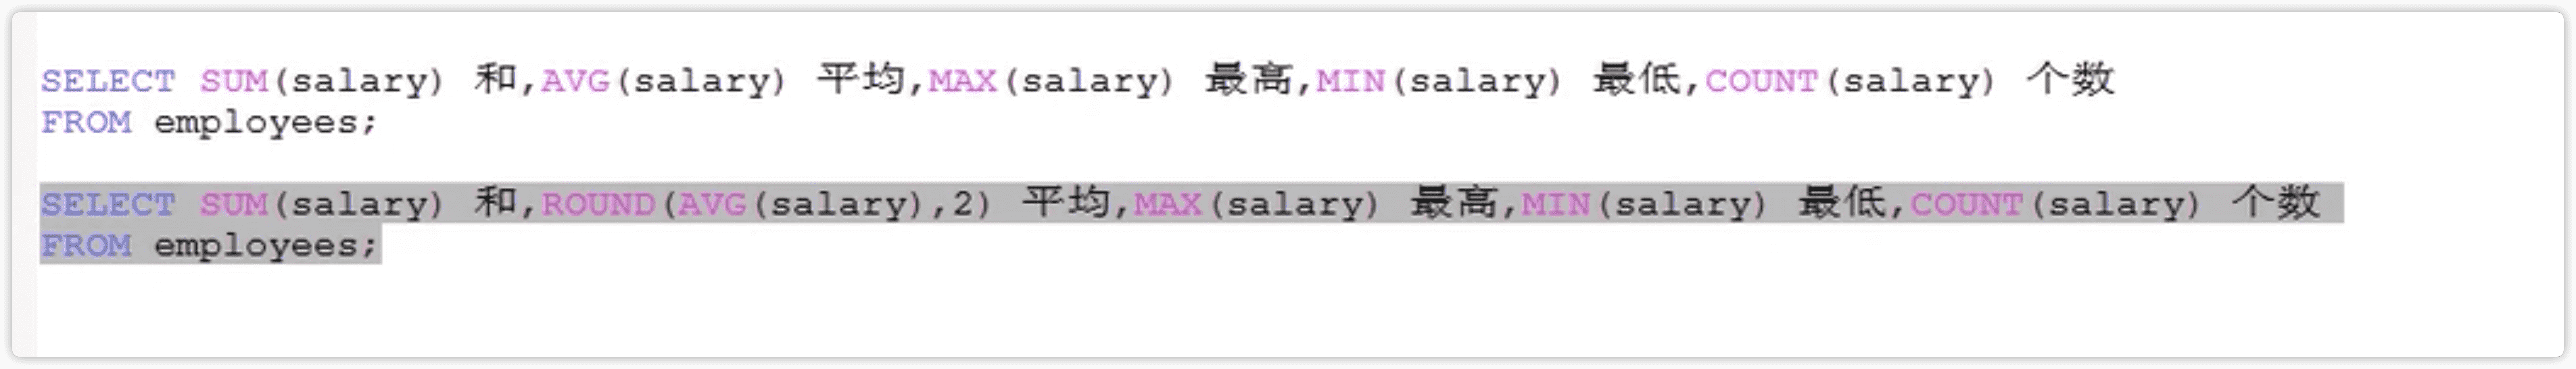 SELECT SUM(salary) 和,AVG(salary) 平均,MAX(salary) 最高,MIN(salary) 最低,COUNT(salary) 个数
FROM employees;
SELECT SUM(salary) 和,ROUND(AVG(salary),2) 平均,MAX(salary) 最高,MIN(salary) 最低,COUNT(salary) 个数
FROM employees;